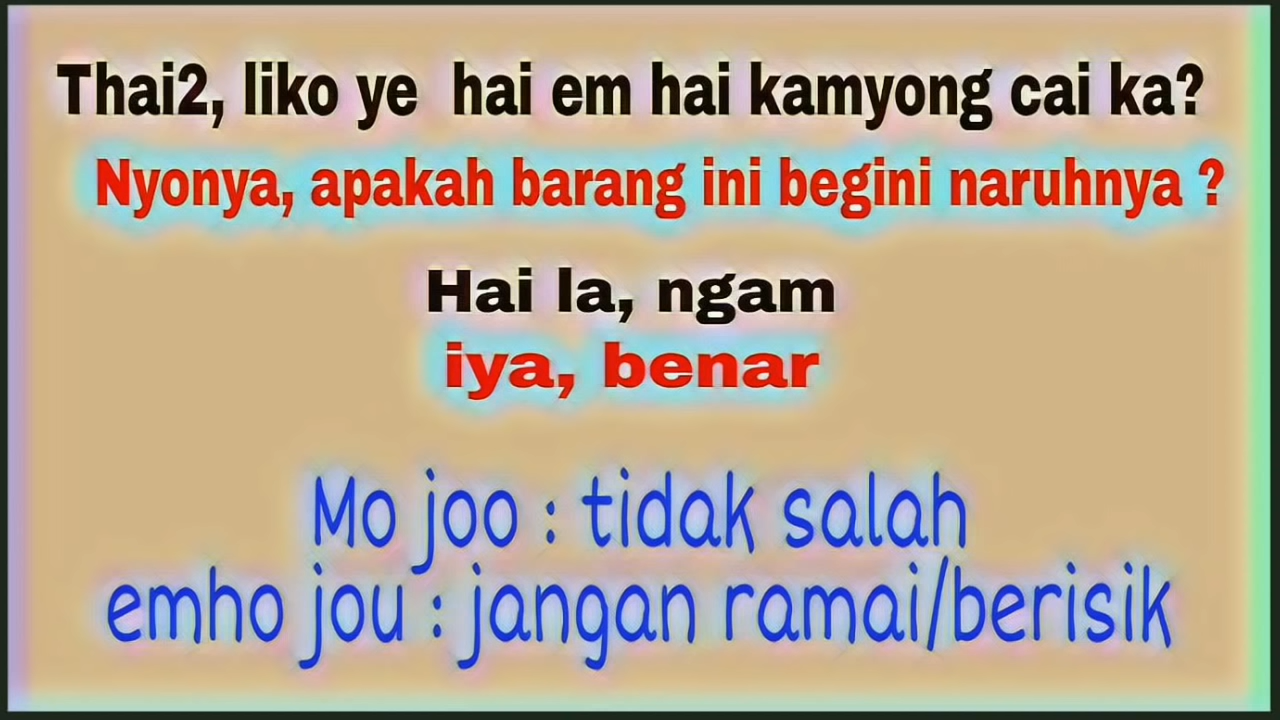 Thai2, liko ye hai em hai kamyong cai ka?
Nyonya, apakah barang ini begini naruhnya ?
Hai la, ngam
iya, benar
Mo joo : tidak salah
emho jou : jangan ramai/berisik